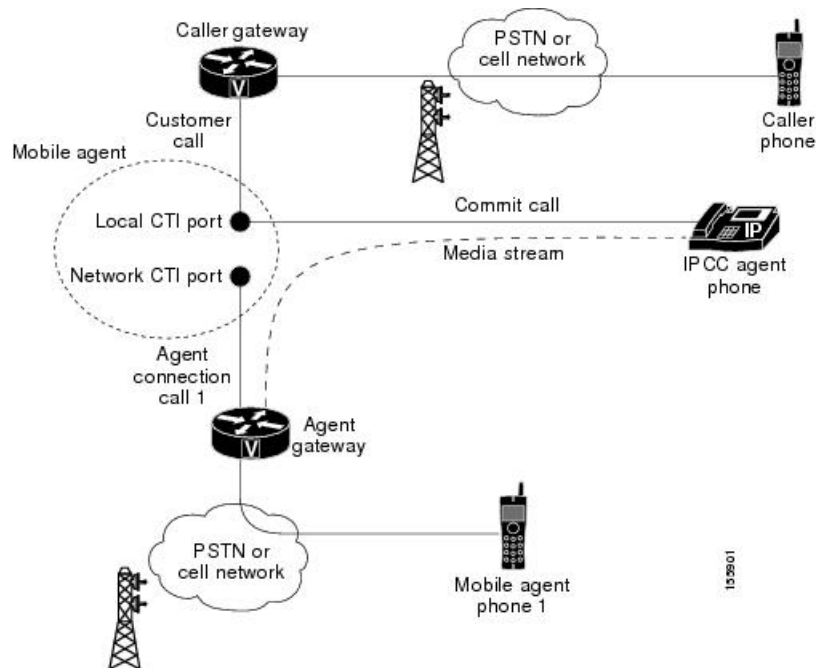 Caller gateway
PSTN or
cell network
V
Customer
call
Caller
phone
Mobile agent
Local CTI port
Commit call
IP
Media stream
IPCC agent
phone
Network CTI port
Agent
connection
call 1
Agent
gateway
V
PSTN or
cell network
Mobile agent
phone 1
155901